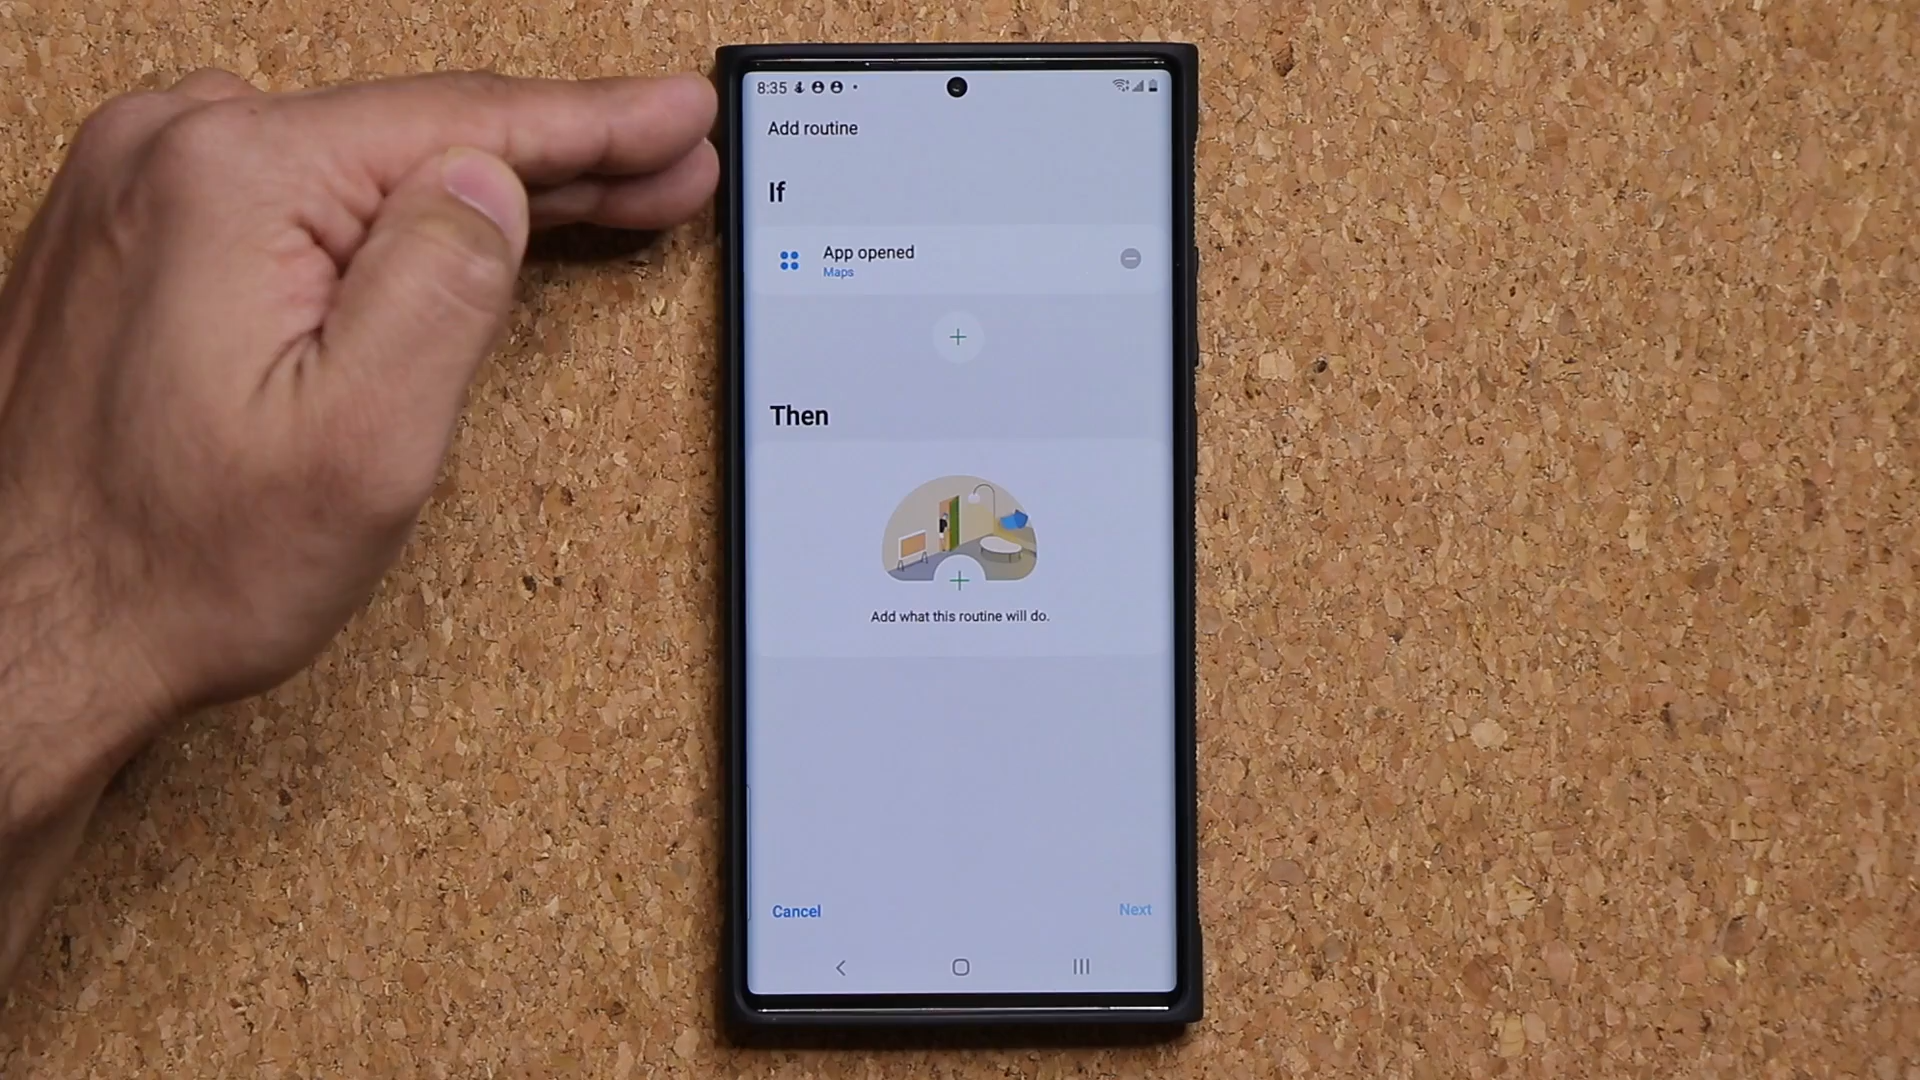 8:35
Add routine
If
App opened
Maps
Then
Add what this routine will do.
Cancel
Next